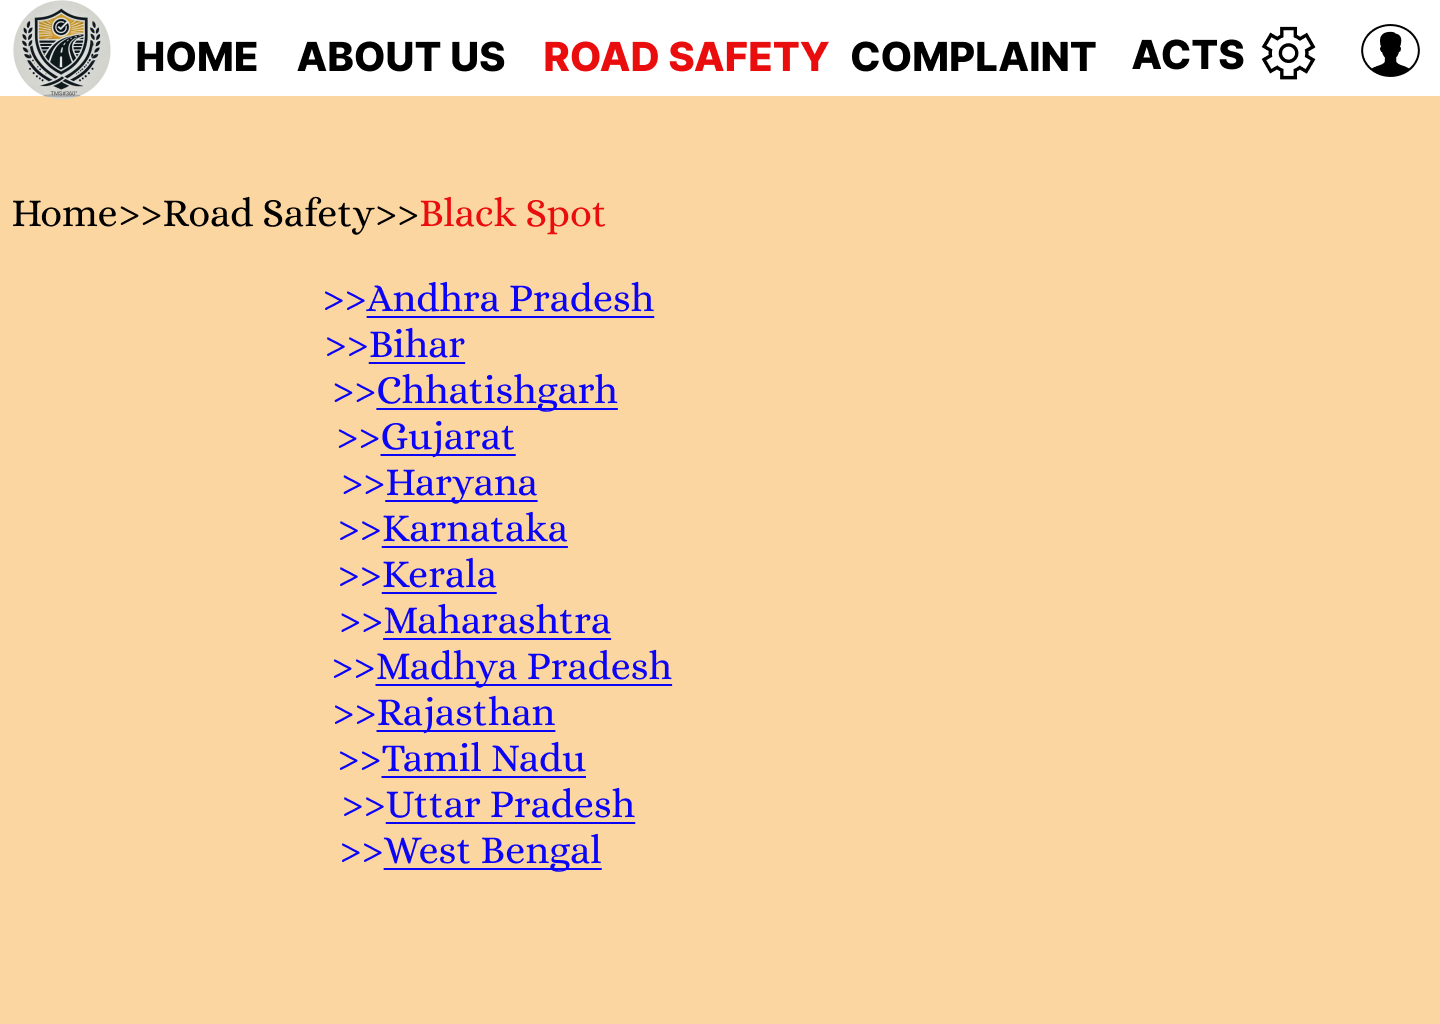 HOME ABOUT US ROAD SAFETY COMPLAINT ACTS
Home>>Road Safety>>Black Spot
>>Andhra Pradesh
>>Bihar
>>Chhatishgarh
>>Gujarat
>>Haryana
>>Karnataka
>>Kerala
>>Maharashtra
>>Madhya Pradesh
>>Rajasthan
>>Tamil Nadu
>>Uttar Pradesh
>>West Bengal